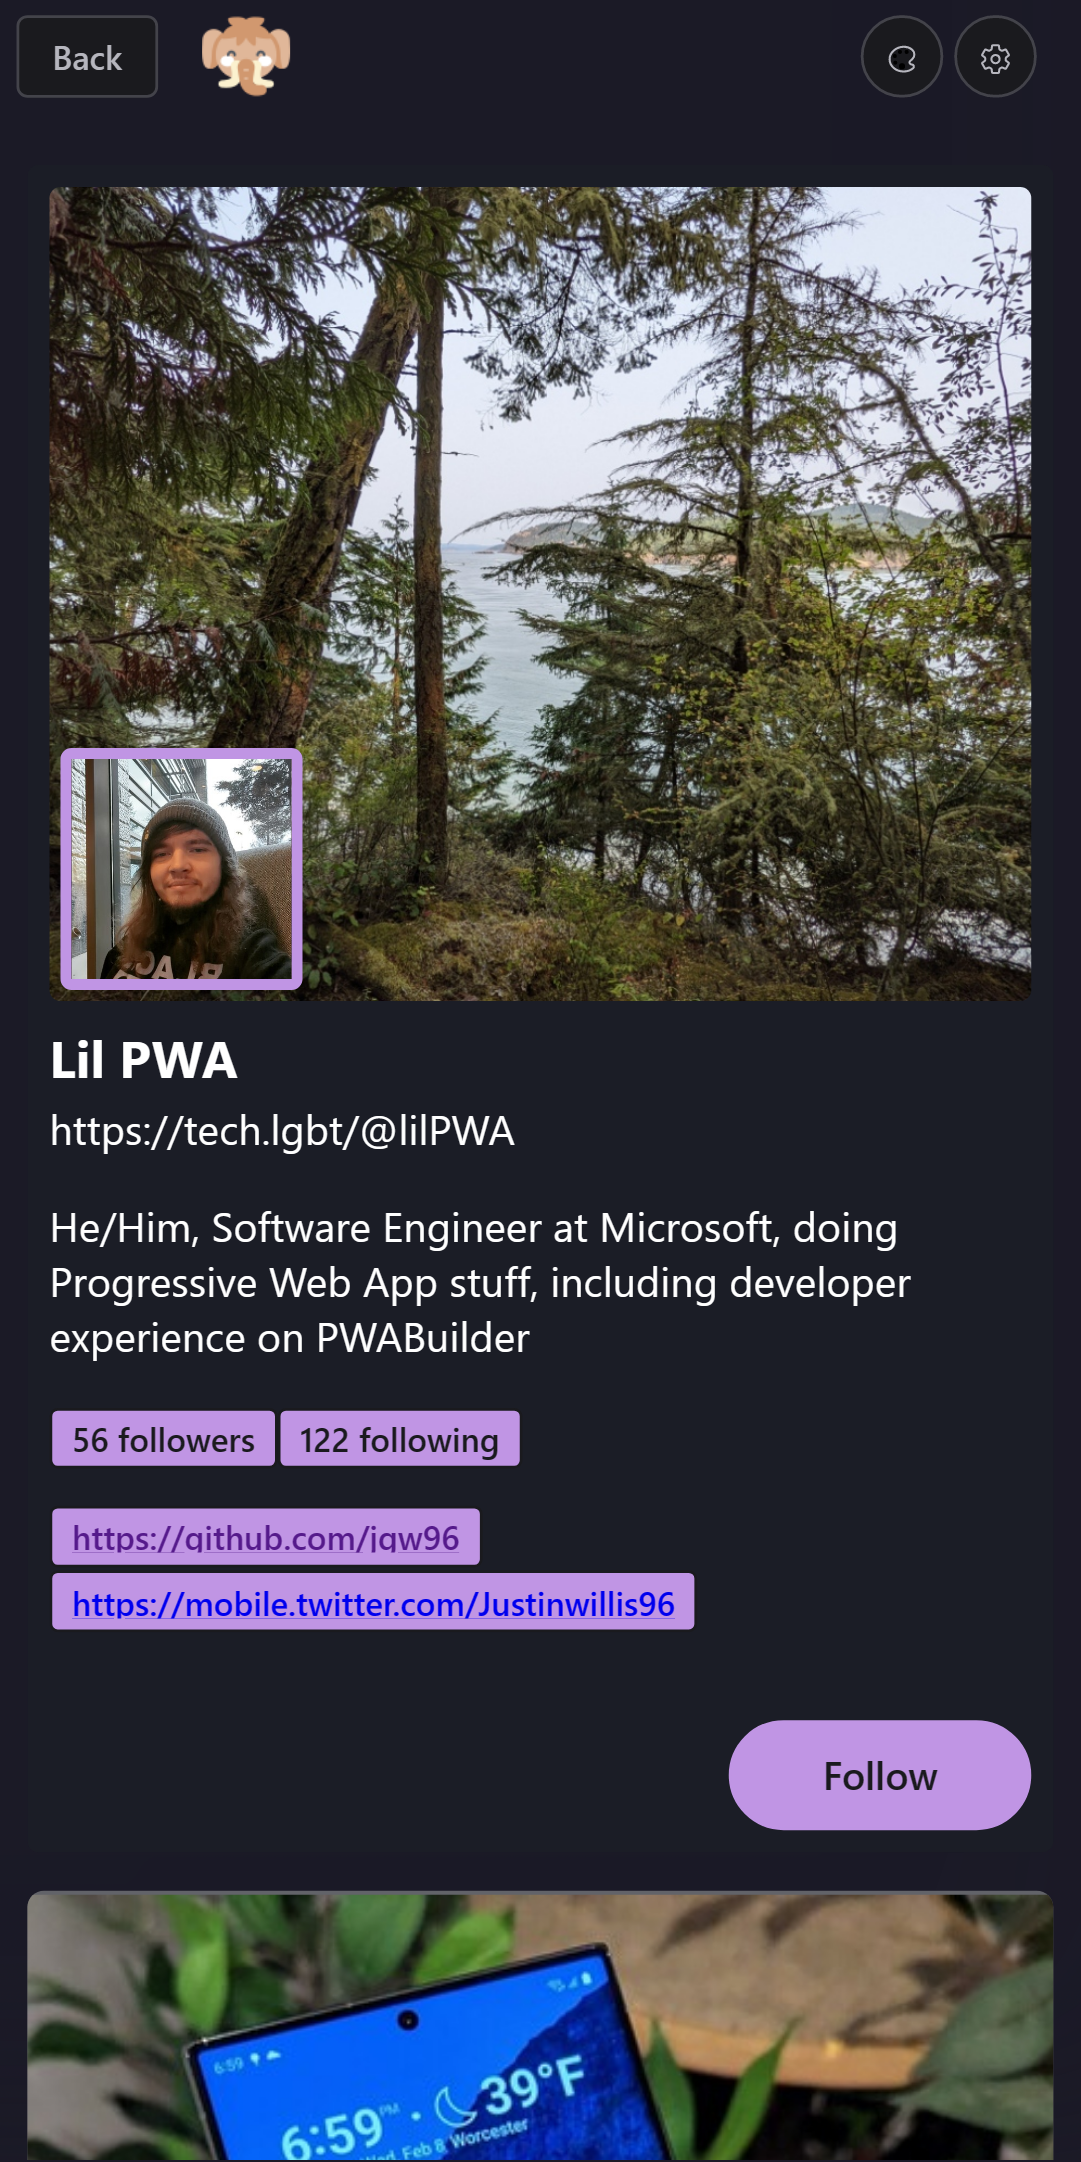 Back
Lil PWA
https://tech.lgbt/@lilPWA
He/Him, Software Engineer at Microsoft, doing
Progressive Web App stuff, including developer
experience on PWABuilder
56 followers 122 following
https://github.com/jgw96
https://mobile.twitter.com/Justinwillis96
Follow
6:59
6:59 PM · 39°F
Wed, Feb 8 Worcester